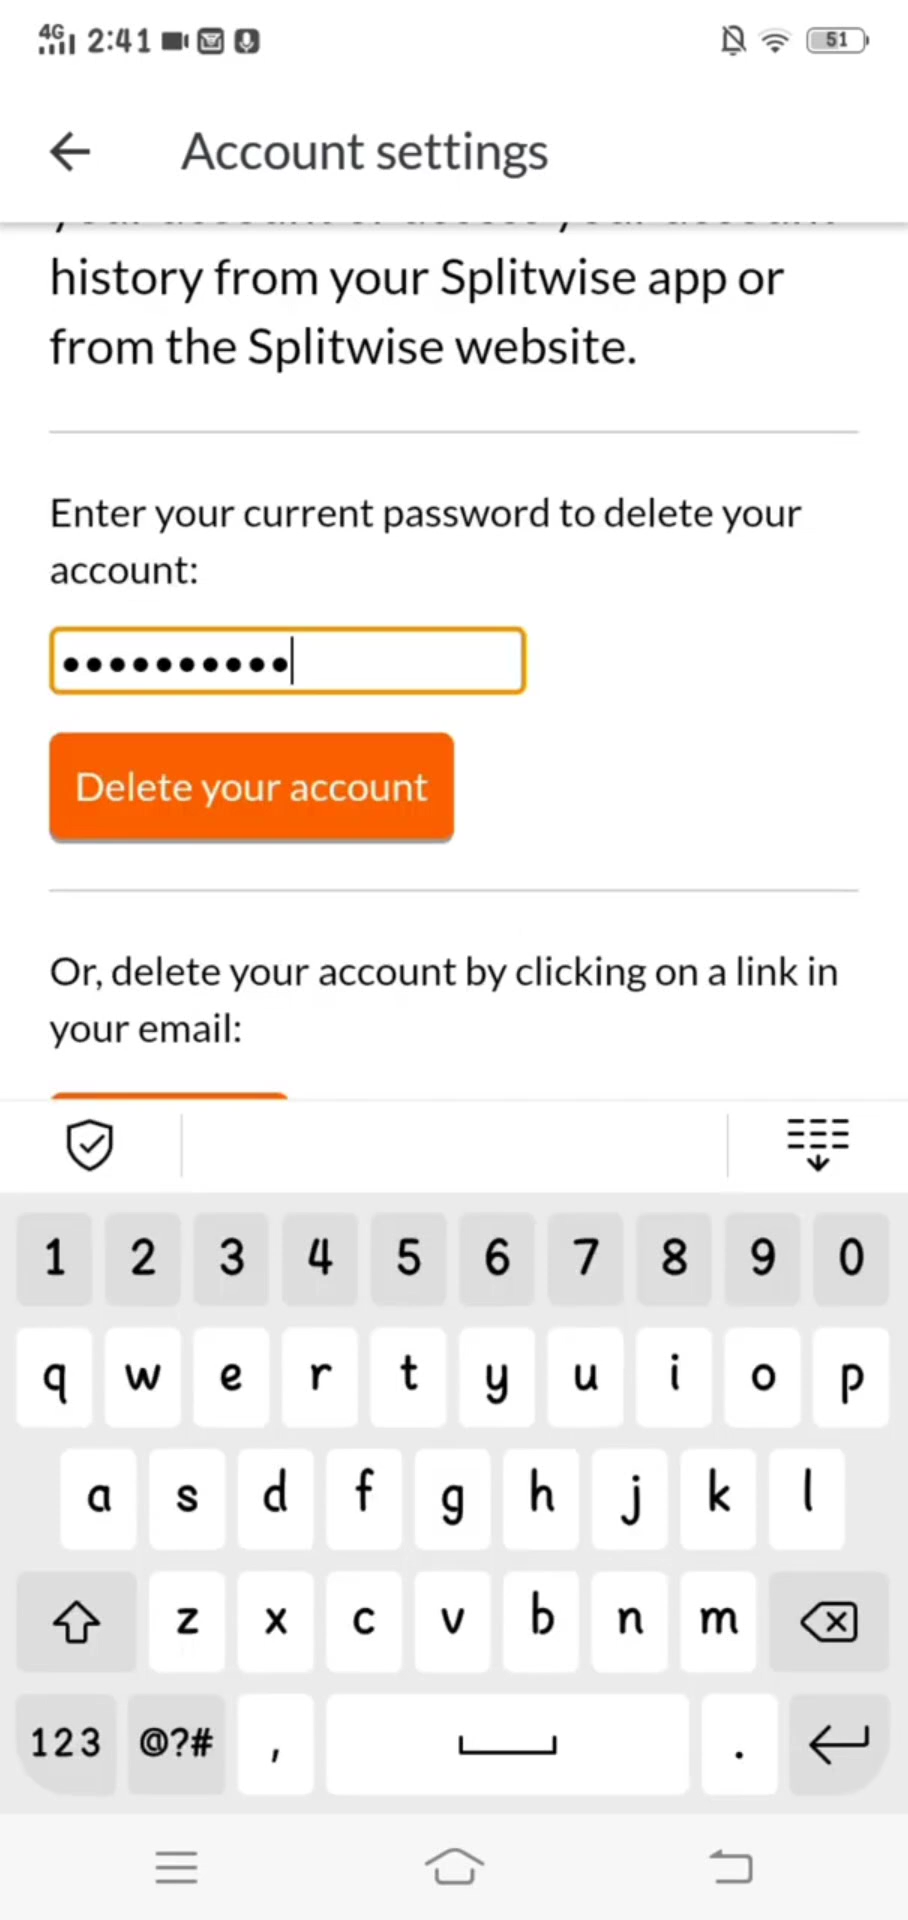 4G 2:41 51
Account settings
history from your Splitwise app or
from the Splitwise website.
Enter your current password to delete your
account:
••••••••••
Delete your account
Or, delete your account by clicking on a link in
your email:
1 2 3 4 5 6 7 8 9 0
q w e r t y u i o p
a s d f g h j k l
z x c v b n m
123 @?# , .